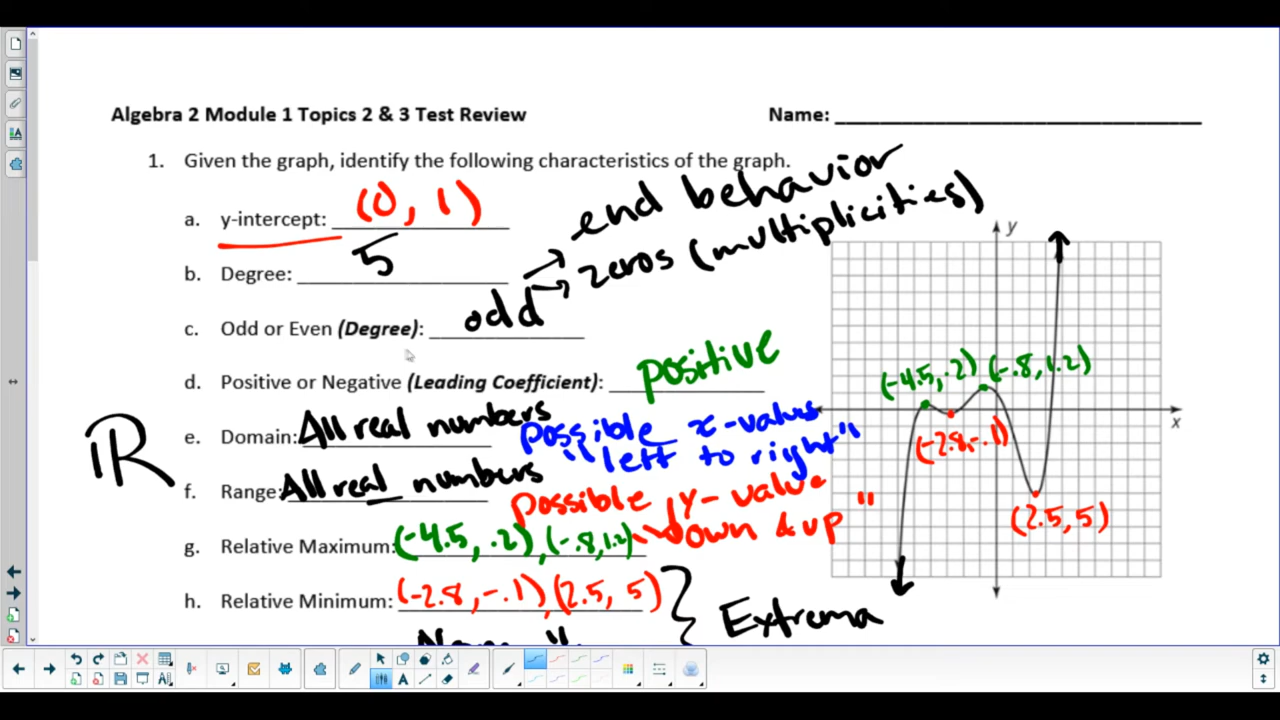 Algebra 2 Module 1 Topics 2 & 3 Test Review Name: ____________
1. Given the graph, identify the following characteristics of the graph.
a. y-intercept: (0, 1)
end behavior
b. Degree: 5
zeros (multiplicities)
c. Odd or Even (Degree): odd
d. Positive or Negative (Leading Coefficient): positive
e. Domain: All real numbers
possible x-values
"left to right"
ℝ
f. Range: All real numbers
possible y-value
"down & up"
g. Relative Maximum: (-4.5, .2), (-.8, 1.2)
h. Relative Minimum: (-2.8, -.1), (2.5, 5)
Extrema
y
(-4.5, .2) (-.8, 1.2)
x
(-2.8, -.1)
(2.5, 5)